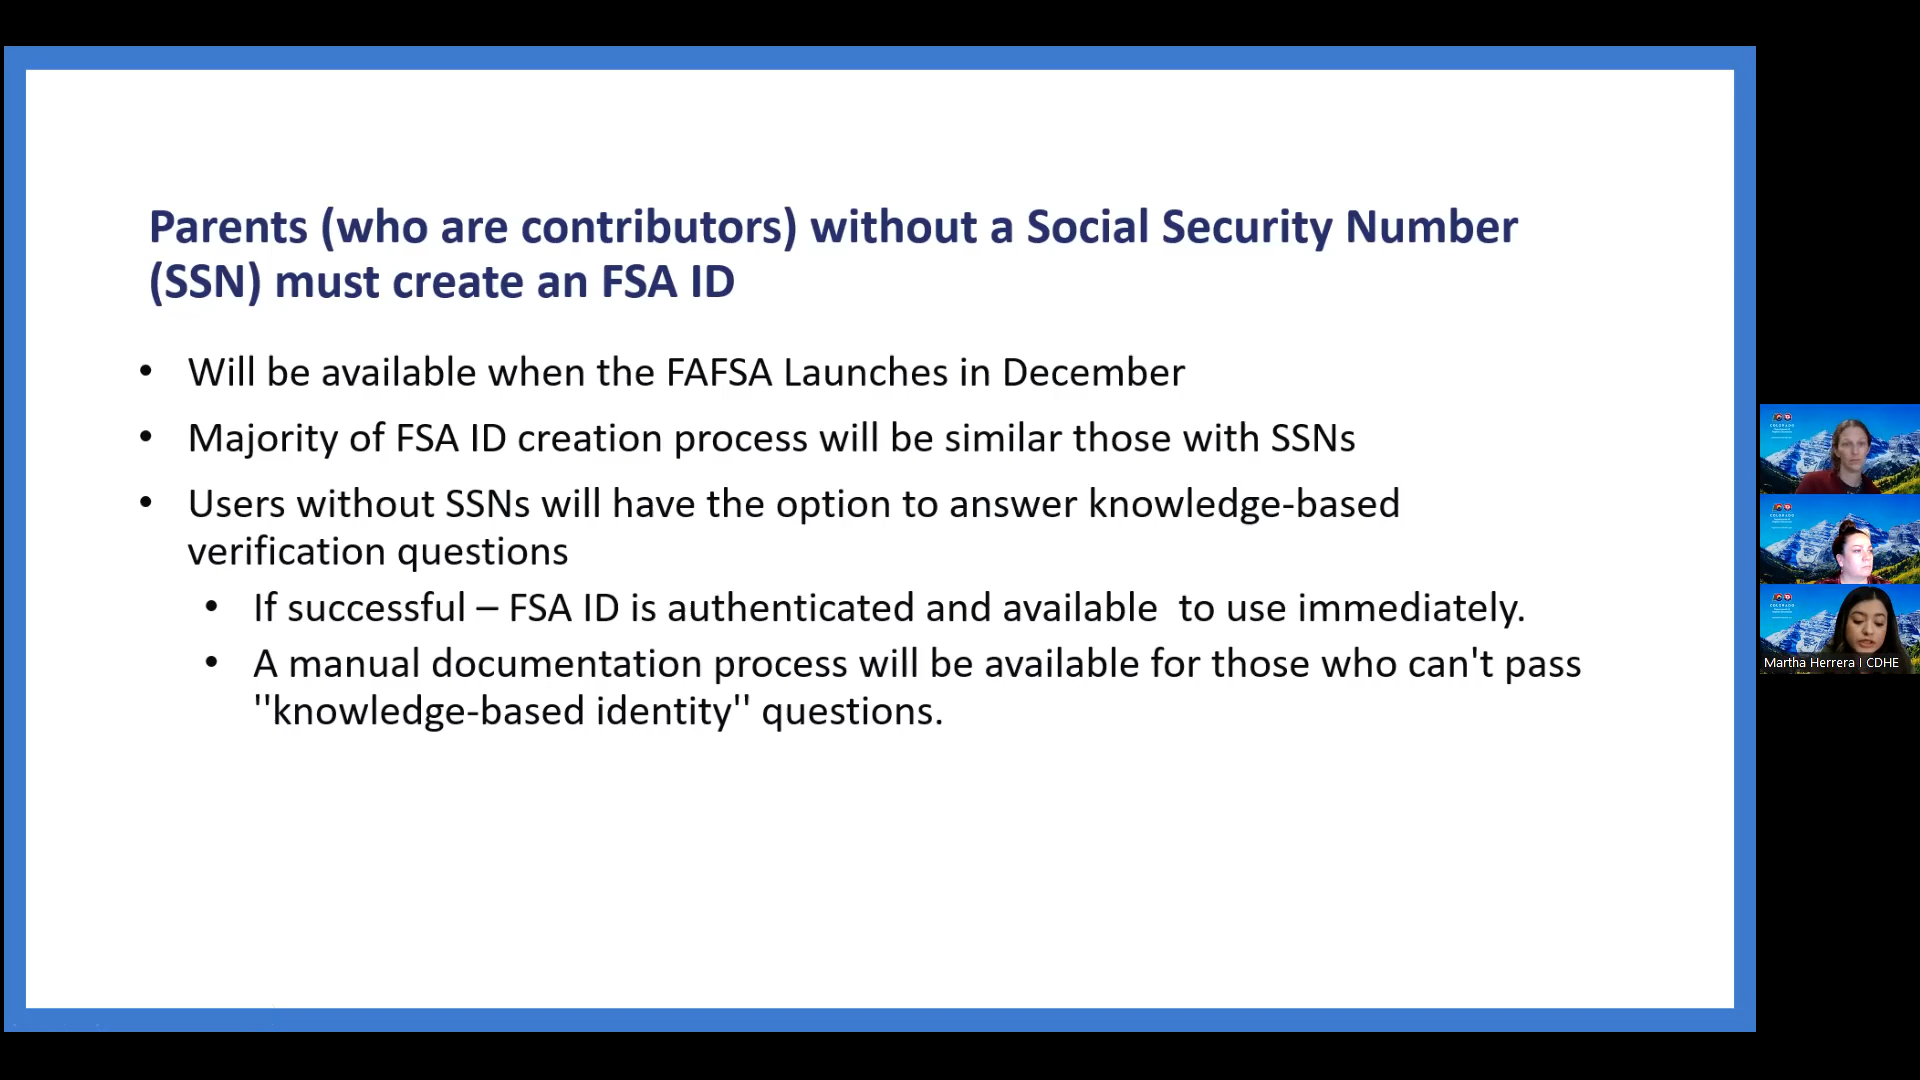 Parents (who are contributors) without a Social Security Number
(SSN) must create an FSA ID
• Will be available when the FAFSA Launches in December
• Majority of FSA ID creation process will be similar those with SSNs
• Users without SSNs will have the option to answer knowledge-based
verification questions
• If successful – FSA ID is authenticated and available  to use immediately.
• A manual documentation process will be available for those who can't pass
"knowledge-based identity" questions.
COLORADO
COLORADO
COLORADO
Martha Herrera I CDHE